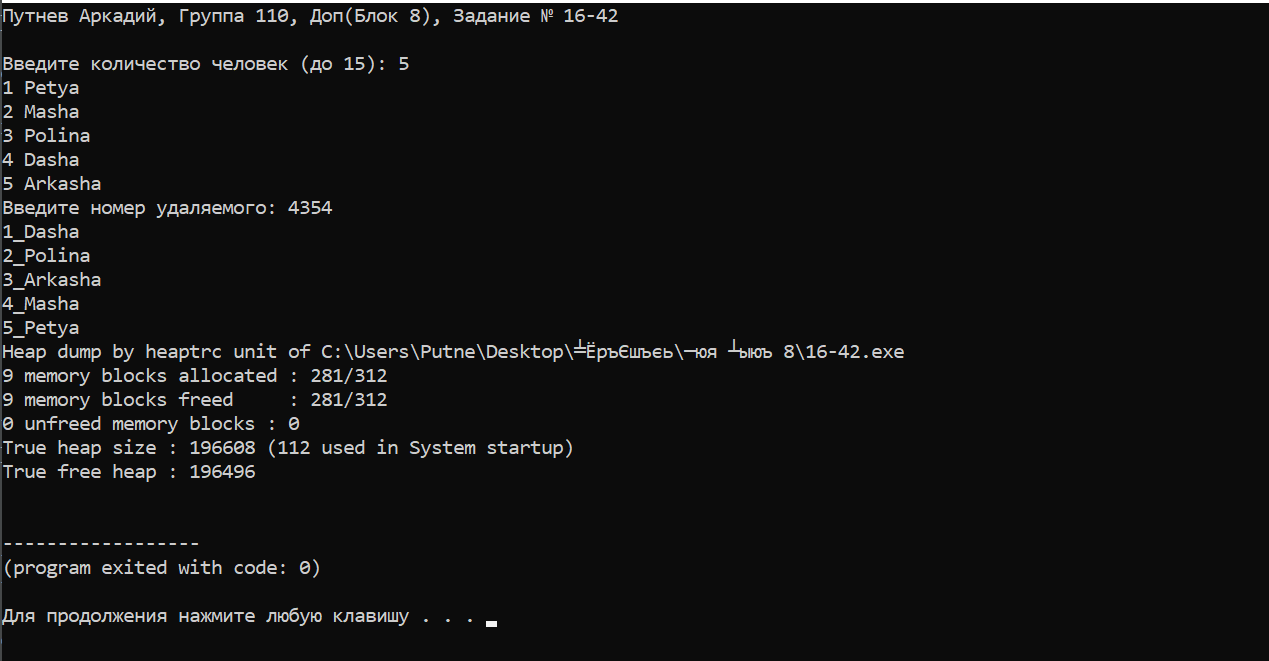 Путнев Аркадий, Группа 110, Доп(Блок 8), Задание № 16-42
Введите количество человек (до 15): 5
1 Petya
2 Masha
3 Polina
4 Dasha
5 Arkasha
Введите номер удаляемого: 4354
1_Dasha
2_Polina
3_Arkasha
4_Masha
5_Petya
Heap dump by heaptrc unit of C:\Users\Putne\Desktop\╧ЁръЄшъєь\─юя ┴ыюъ 8\16-42.exe
9 memory blocks allocated : 281/312
9 memory blocks freed     : 281/312
0 unfreed memory blocks : 0
True heap size : 196608 (112 used in System startup)
True free heap : 196496
------------------
(program exited with code: 0)
Для продолжения нажмите любую клавишу . . .